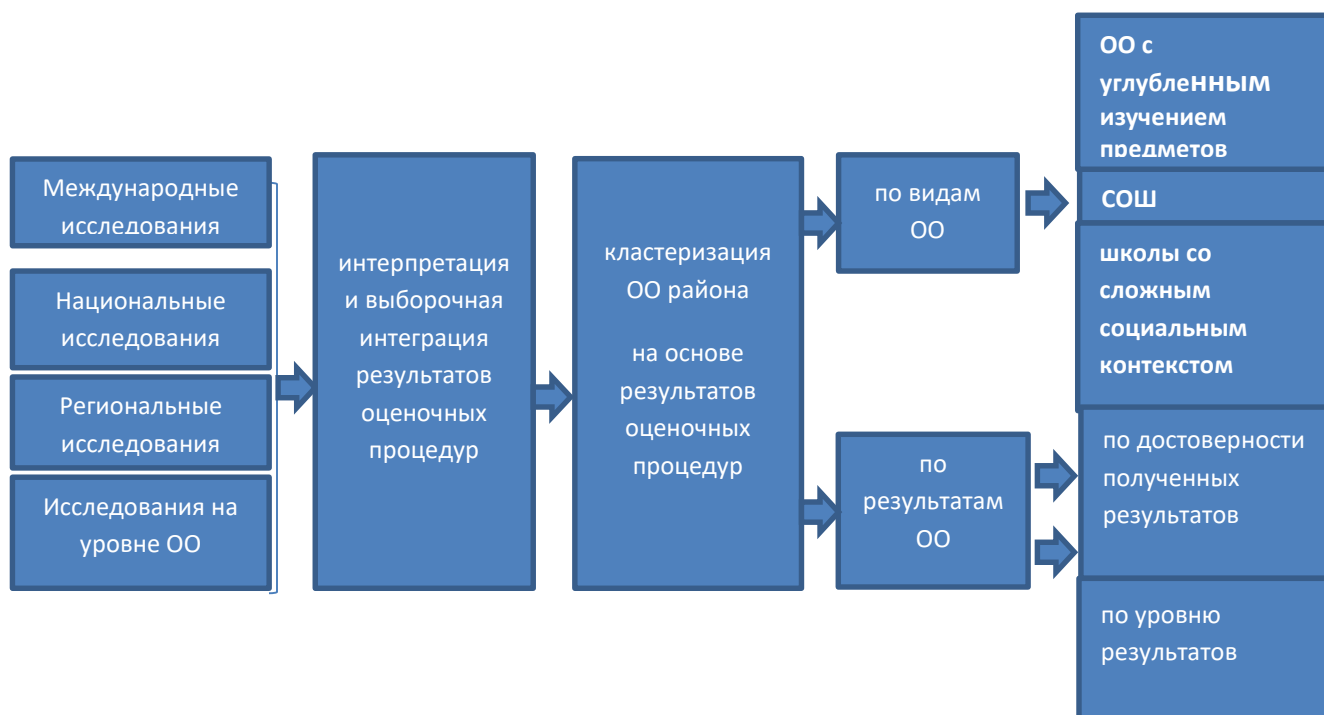 Международные
исследования
Национальные
исследования
Региональные
исследования
Исследования на
уровне ОО
интерпретация
и выборочная
интеграция
результатов
оценочных
процедур
кластеризация
ОО района
на основе
результатов
оценочных
процедур
по видам
ОО
по
результатам
ОО
ОО с
углубленным
изучением
предметов
СОШ
школы со
сложным
социальным
контекстом
по достоверности
полученных
результатов
по уровню
результатов